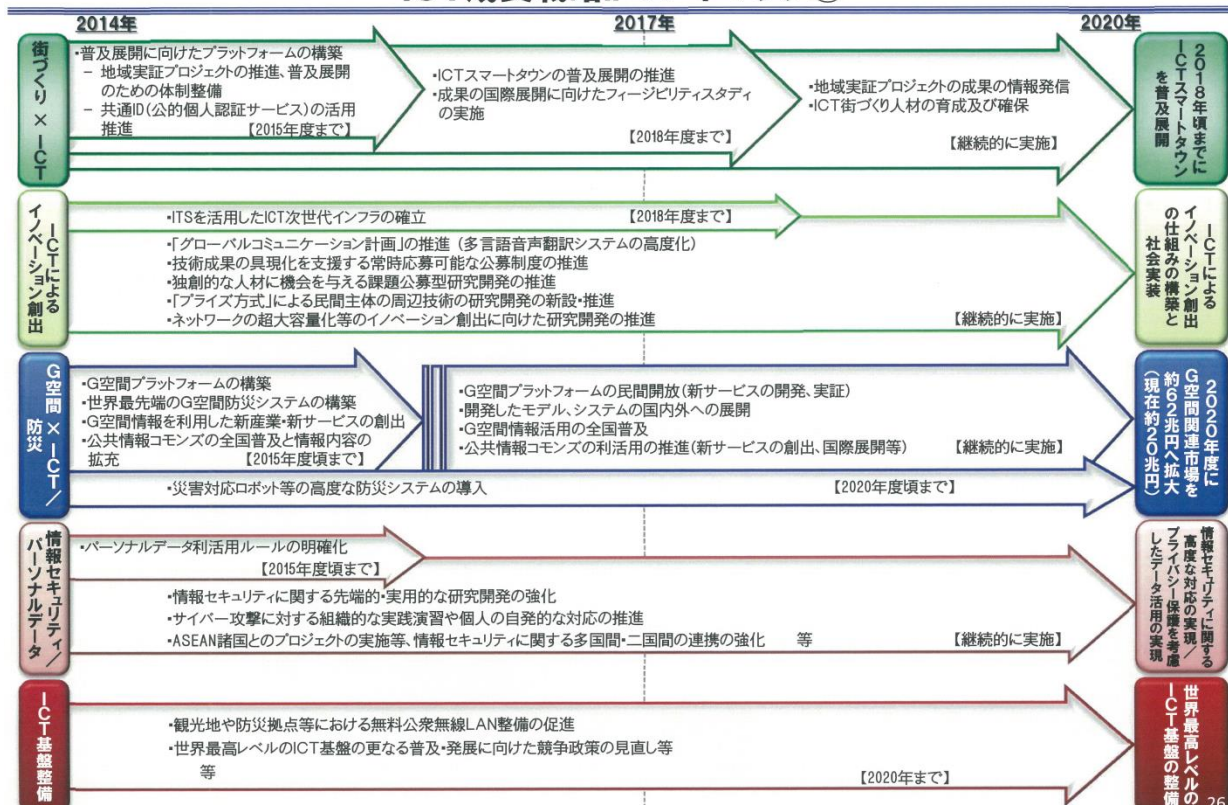 2014年
2017年
2020年
街づくり×ICT
・普及展開に向けたプラットフォームの構築
－ 地域実証プロジェクトの推進、普及展開
のための体制整備
－ 共通ID(公的個人認証サービス)の活用
推進 【2015年度まで】
・ICTスマートタウンの普及展開の推進
・成果の国際展開に向けたフィージビリティスタディ
の実施
【2018年度まで】
・地域実証プロジェクトの成果の情報発信
・ICT街づくり人材の育成及び確保
【継続的に実施】
2018年頃までに
ICTスマートタウン
を普及展開
ICTによる
イノベーション創出
・ITSを活用したICT次世代インフラの確立 【2018年度まで】
・「グローバルコミュニケーション計画」の推進 (多言語音声翻訳システムの高度化)
・技術成果の具現化を支援する常時応募可能な公募制度の推進
・独創的な人材に機会を与える課題公募型研究開発の推進
・「プライズ方式」による民間主体の周辺技術の研究開発の新設・推進
・ネットワークの超大容量化等のイノベーション創出に向けた研究開発の推進 【継続的に実施】
ICTによる
イノベーション創出
の仕組みの構築と
社会実装
G空間×ICT/
防災
・G空間プラットフォームの構築
・世界最先端のG空間防災システムの構築
・G空間情報を利用した新産業・新サービスの創出
・公共情報コモンズの全国普及と情報内容の
拡充 【2015年度頃まで】
・G空間プラットフォームの民間開放(新サービスの開発、実証)
・開発したモデル、システムの国内外への展開
・G空間情報活用の全国普及
・公共情報コモンズの利活用の推進(新サービスの創出、国際展開等) 【継続的に実施】
・災害対応ロボット等の高度な防災システムの導入 【2020年度頃まで】
2020年度に
G空間関連市場を
約62兆円へ拡大
(現在約20兆円)
情報セキュリティ/
パーソナルデータ
・パーソナルデータ利活用ルールの明確化
【2015年度頃まで】
・情報セキュリティに関する先端的・実用的な研究開発の強化
・サイバー攻撃に対する組織的な実践演習や個人の自発的な対応の推進
・ASEAN諸国とのプロジェクトの実施等、情報セキュリティに関する多国間・二国間の連携の強化 等 【継続的に実施】
情報セキュリティに関する
高度な対応の実現/
プライバシー保護を考慮
したデータ活用の実現
ICT基盤整備
・観光地や防災拠点等における無料公衆無線LAN整備の促進
・世界最高レベルのICT基盤の更なる普及・発展に向けた競争政策の見直し等
等
【2020年まで】
世界最高レベルの
ICT基盤の整備
26